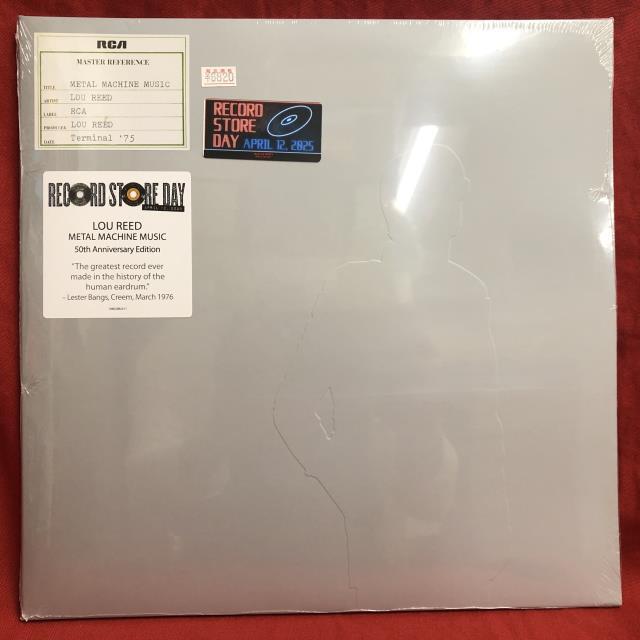 RCA
MASTER REFERENCE
TITLE METAL MACHINE MUSIC
ARTIST LOU REED
LABEL RCA
PRODUCER LOU REED
DATE Terminal '75
¥6820
RECORD
STORE
DAY APRIL 12, 2025
RECORD STORE DAY
LOU REED
METAL MACHINE MUSIC
50th Anniversary Edition
"The greatest record ever
made in the history of the
human eardrum."
– Lester Bangs, Creem, March 1976